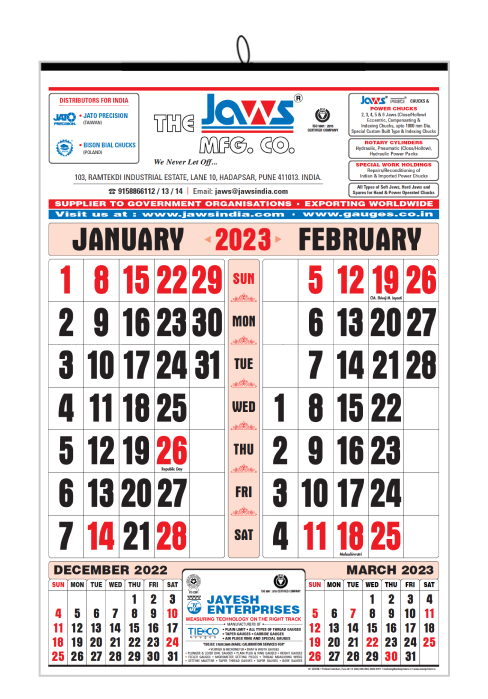 DISTRIBUTORS FOR INDIA
JATO
• JATO PRECISION
(TAIWAN)
• BISON BIAL CHUCKS
(POLAND)
THE JAWS®
MFG. CO.
We Never Let Off...
CERTIFIED COMPANY
JAWS CHUCKS &
POWER CHUCKS
2, 3, 4, 5 & 6 Jaws (Close/Hollow)
Eccentric, Compensating &
Indexing Chucks, upto 1000 mm Dia.
Special Custom Built Type & Indexing Chucks
ROTARY CYLINDERS
Hydraulic, Pneumatic (Close/Hollow),
Hydraulic Power Packs
SPECIAL WORK HOLDINGS
Repairs/Reconditioning of
Indian & Imported Power Chucks
All Types of Soft Jaws, Hard Jaws and
Spares for Hand & Power Operated Chucks
103, RAMTEKDI INDUSTRIAL ESTATE, LANE 10, HADAPSAR, PUNE 411013. INDIA.
☎ 9158866112 / 13 / 14 | Email: jaws@jawsindia.com
SUPPLIER TO GOVERNMENT ORGANISATIONS • EXPORTING WORLDWIDE
Visit us at : www.jawsindia.com • www.gauges.co.in
JANUARY 2023 FEBRUARY
1 8 15 22 29 SUN 5 12 19 26
Ch. Shivaji M. Jayanti
2 9 16 23 30 MON 6 13 20 27
3 10 17 24 31 TUE 7 14 21 28
4 11 18 25 WED 1 8 15 22
5 12 19 26 THU 2 9 16 23
Republic Day
6 13 20 27 FRI 3 10 17 24
7 14 21 28 SAT 4 11 18 25
Mahashivratri
DECEMBER 2022
SUN MON TUE WED THU FRI SAT
1 2 3
4 5 6 7 8 9 10
11 12 13 14 15 16 17
18 19 20 21 22 23 24
25 26 27 28 29 30 31
JAYESH
ENTERPRISES
MEASURING TECHNOLOGY ON THE RIGHT TRACK
• MANUFACTURERS OF •
TIECO
• PLAIN LIMIT • ALL TYPES OF THREAD GAUGES
• TAPER GAUGES • CARBIDE GAUGES
• AIR PLUG RING AND SPECIAL GAUGES
MARCH 2023
SUN MON TUE WED THU FRI SAT
1 2 3 4
5 6 7 8 9 10 11
12 13 14 15 16 17 18
19 20 21 22 23 24 25
26 27 28 29 30 31